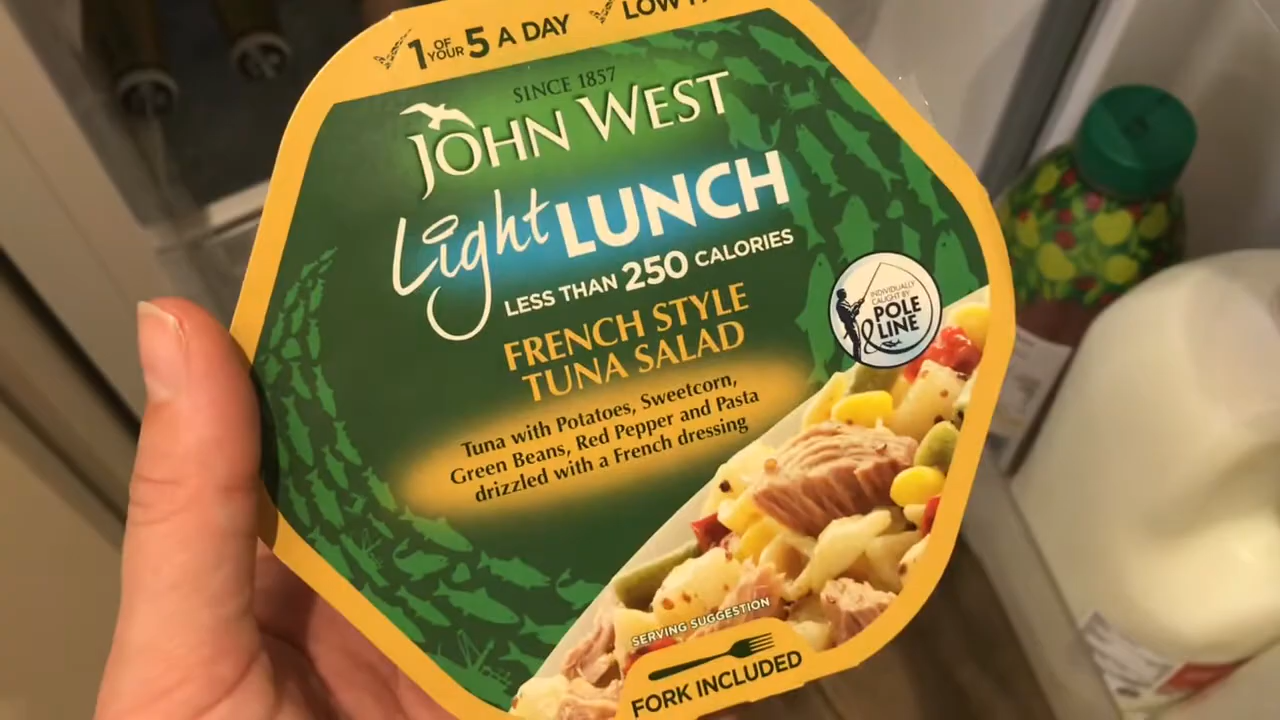 1 OF YOUR 5 A DAY
LOW
SINCE 1857
JOHN WEST
Light LUNCH
LESS THAN 250 CALORIES
FRENCH STYLE
TUNA SALAD
Tuna with Potatoes, Sweetcorn,
Green Beans, Red Pepper and Pasta
drizzled with a French dressing
INDIVIDUALLY
CAUGHT BY
POLE
& LINE
SERVING SUGGESTION
FORK INCLUDED